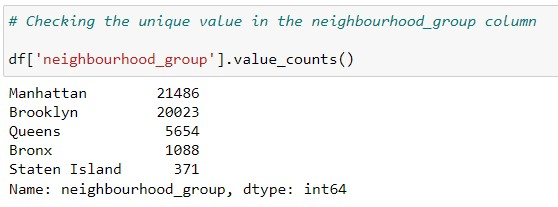 # Checking the unique value in the neighbourhood_group column
df['neighbourhood_group'].value_counts()
Manhattan        21486
Brooklyn         20023
Queens            5654
Bronx             1088
Staten Island      371
Name: neighbourhood_group, dtype: int64